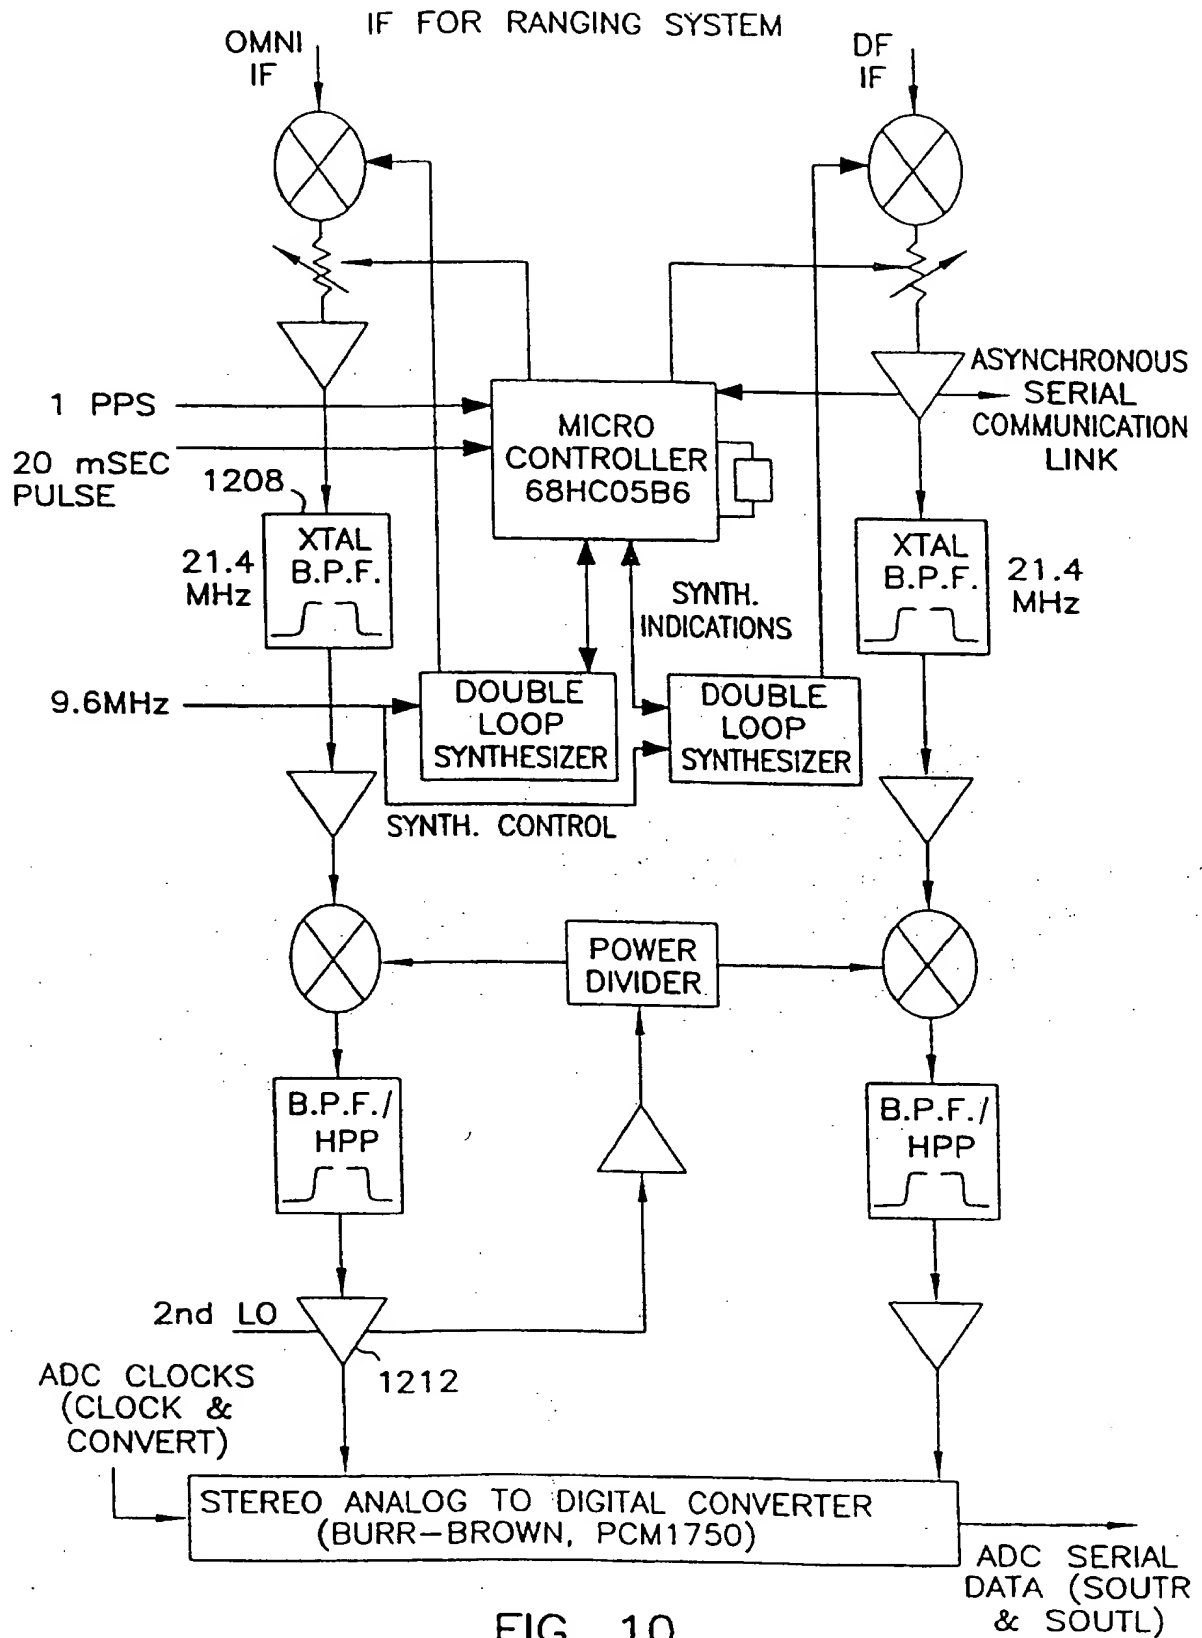 IF FOR RANGING SYSTEM
OMNI
IF
DF
IF
1 PPS
20 mSEC
PULSE
MICRO
CONTROLLER
68HC05B6
ASYNCHRONOUS
SERIAL
COMMUNICATION
LINK
1208
XTAL
B.P.F.
21.4
MHz
XTAL
B.P.F.
21.4
MHz
SYNTH.
INDICATIONS
9.6MHz
DOUBLE
LOOP
SYNTHESIZER
DOUBLE
LOOP
SYNTHESIZER
SYNTH. CONTROL
POWER
DIVIDER
B.P.F./
HPP
B.P.F./
HPP
2nd LO
1212
ADC CLOCKS
(CLOCK &
CONVERT)
STEREO ANALOG TO DIGITAL CONVERTER
(BURR-BROWN, PCM1750)
ADC SERIAL
DATA (SOUTR
& SOUTL)
FIG. 10